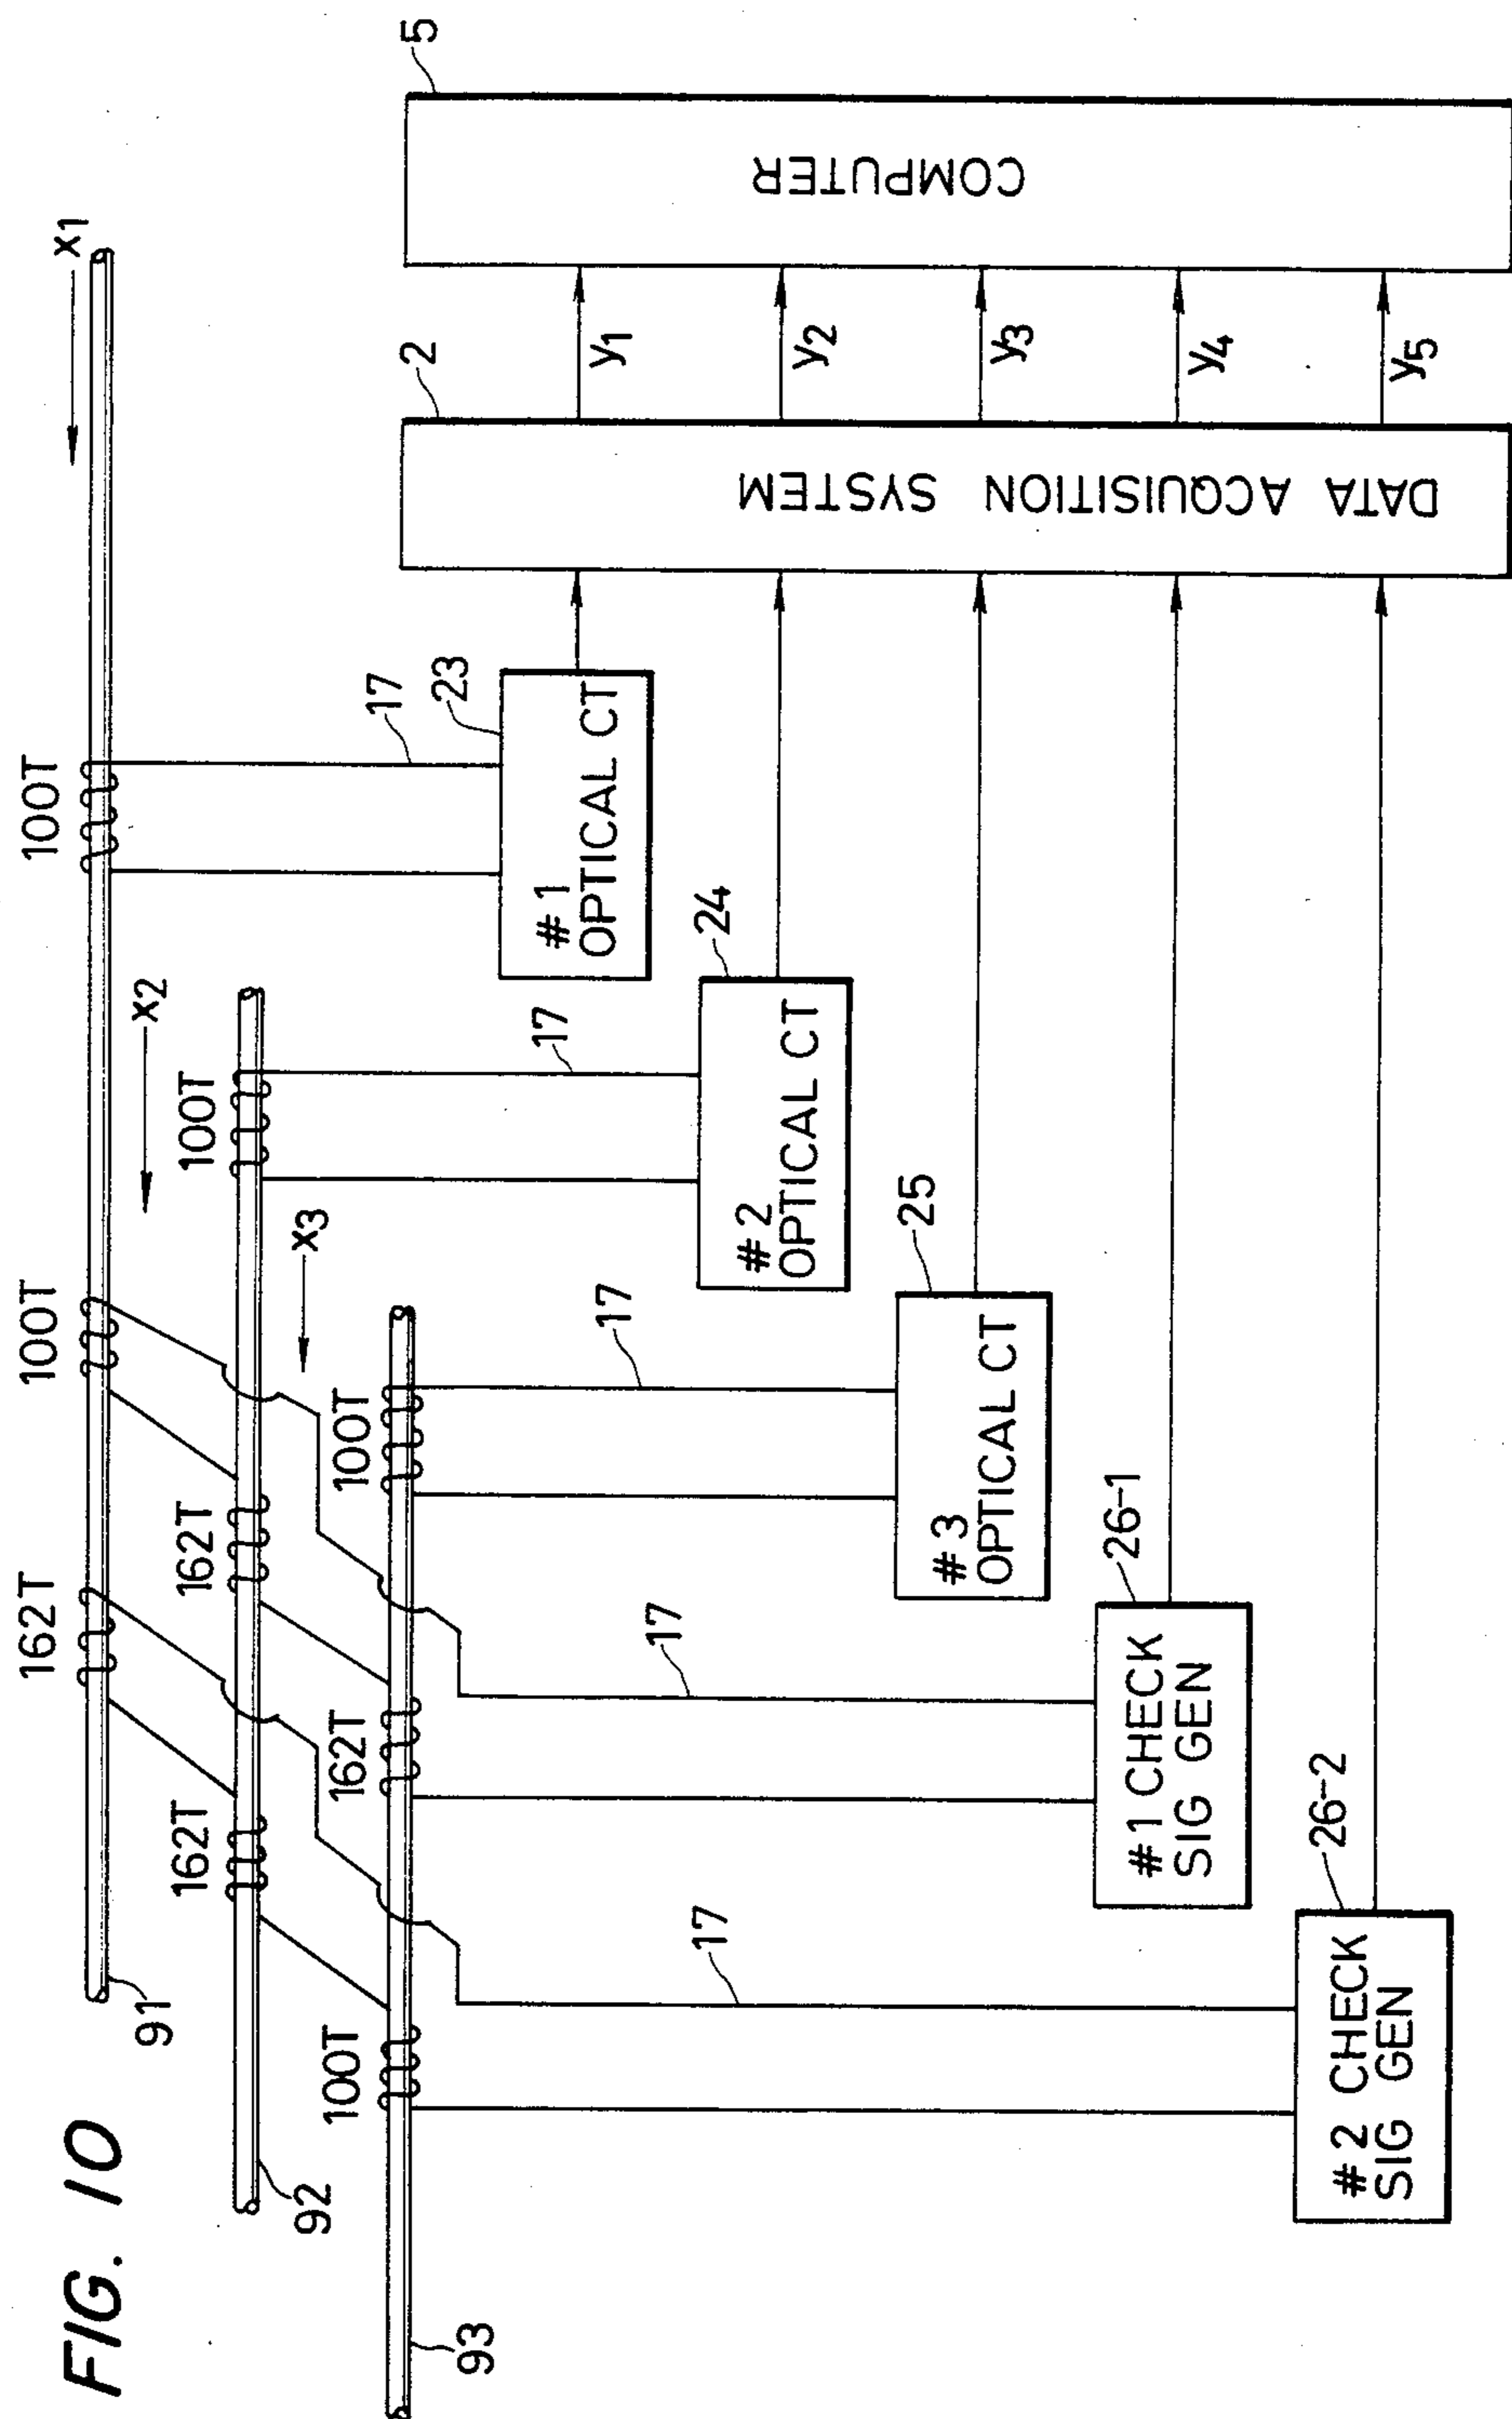 FIG. 10
91
92
93
x1
x2
x3
100T
100T
162T
100T
162T
162T
100T
162T
100T
17
17
17
17
17
23
#1
OPTICAL CT
24
#2
OPTICAL CT
25
#3
OPTICAL CT
26-1
#1 CHECK
SIG GEN
26-2
#2 CHECK
SIG GEN
2
DATA ACQUISITION SYSTEM
y1
y2
y3
y4
y5
5
COMPUTER